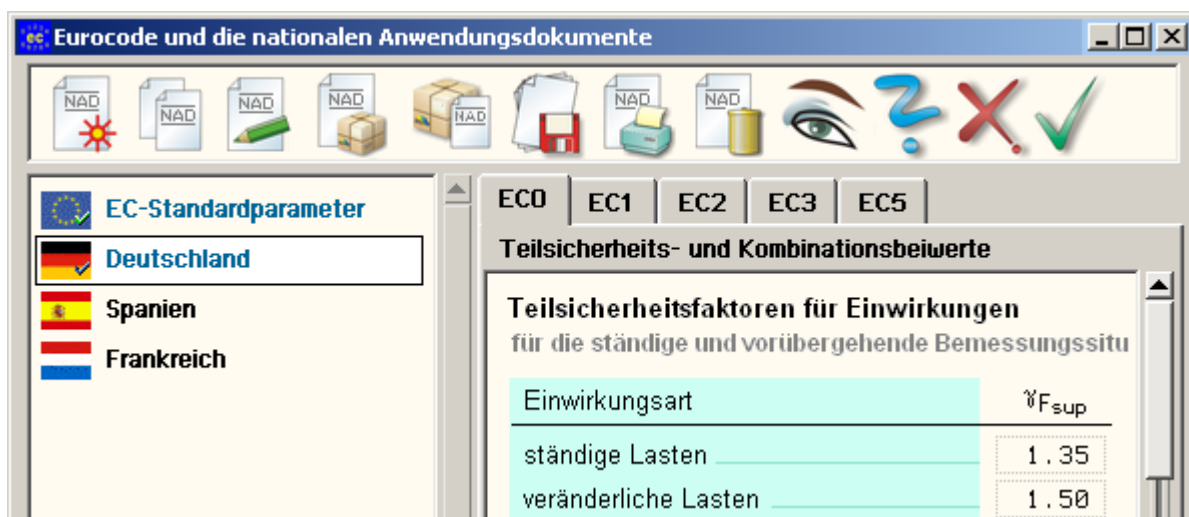 ec Eurocode und die nationalen Anwendungsdokumente
NAD NAD NAD NAD NAD NAD NAD
EC-Standardparameter
Deutschland
Spanien
Frankreich
EC0 EC1 EC2 EC3 EC5
Teilsicherheits- und Kombinationsbeiwerte
Teilsicherheitsfaktoren für Einwirkungen
für die ständige und vorübergehende Bemessungssitu
Einwirkungsart γFsup
ständige Lasten 1.35
veränderliche Lasten 1.50